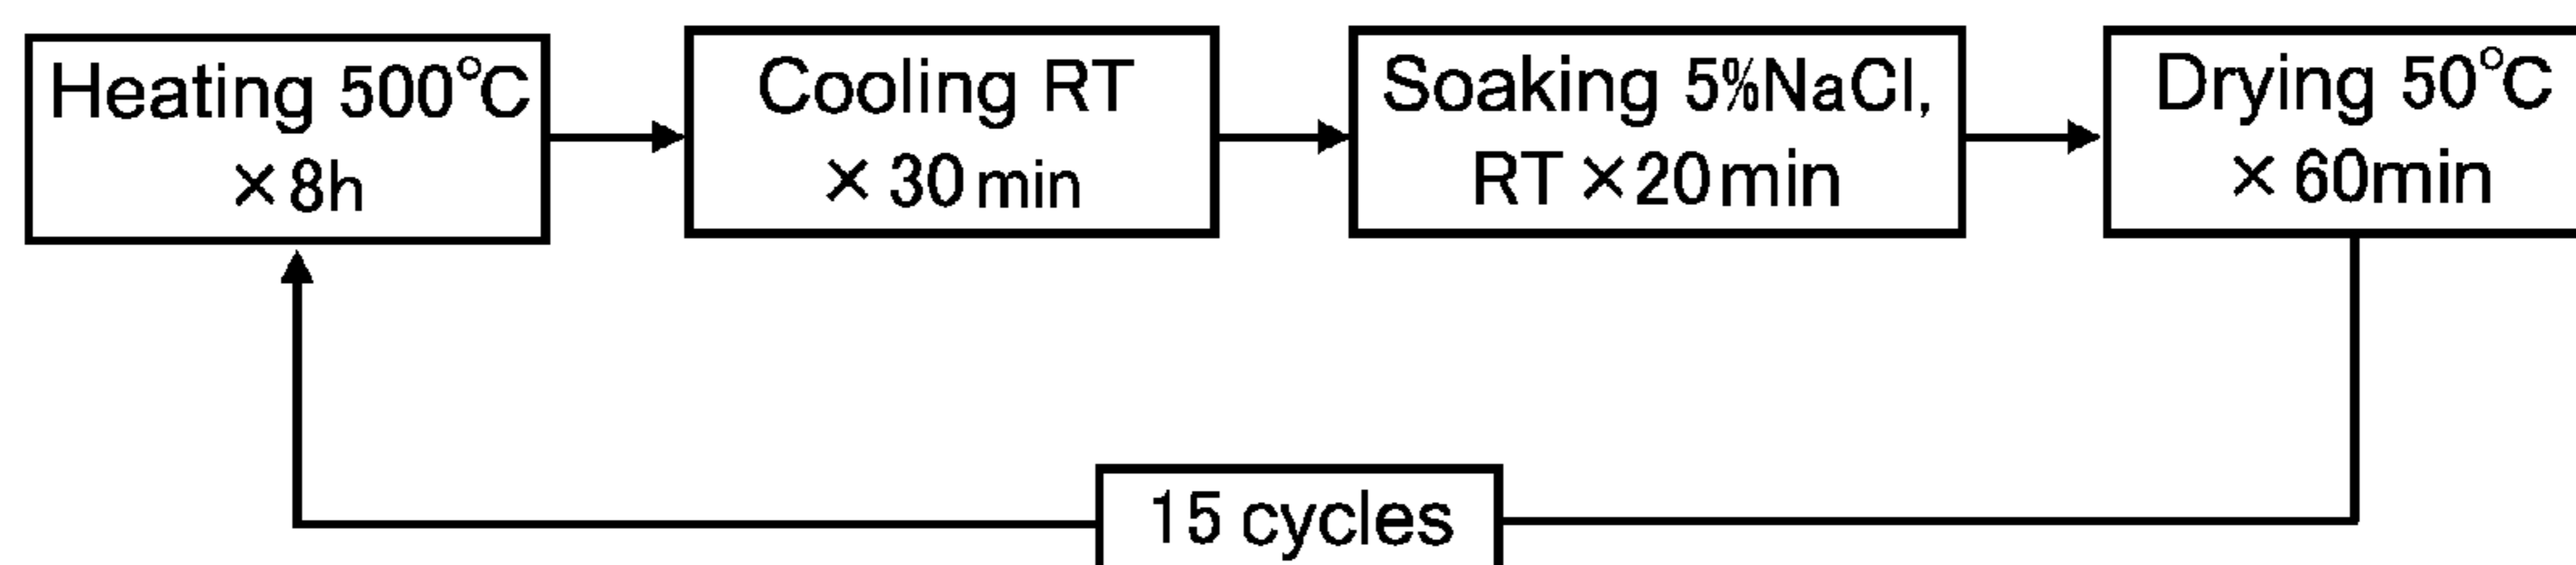 Heating 500℃
×8h
Cooling RT
× 30min
Soaking 5%NaCl,
RT ×20min
Drying 50℃
× 60min
15 cycles